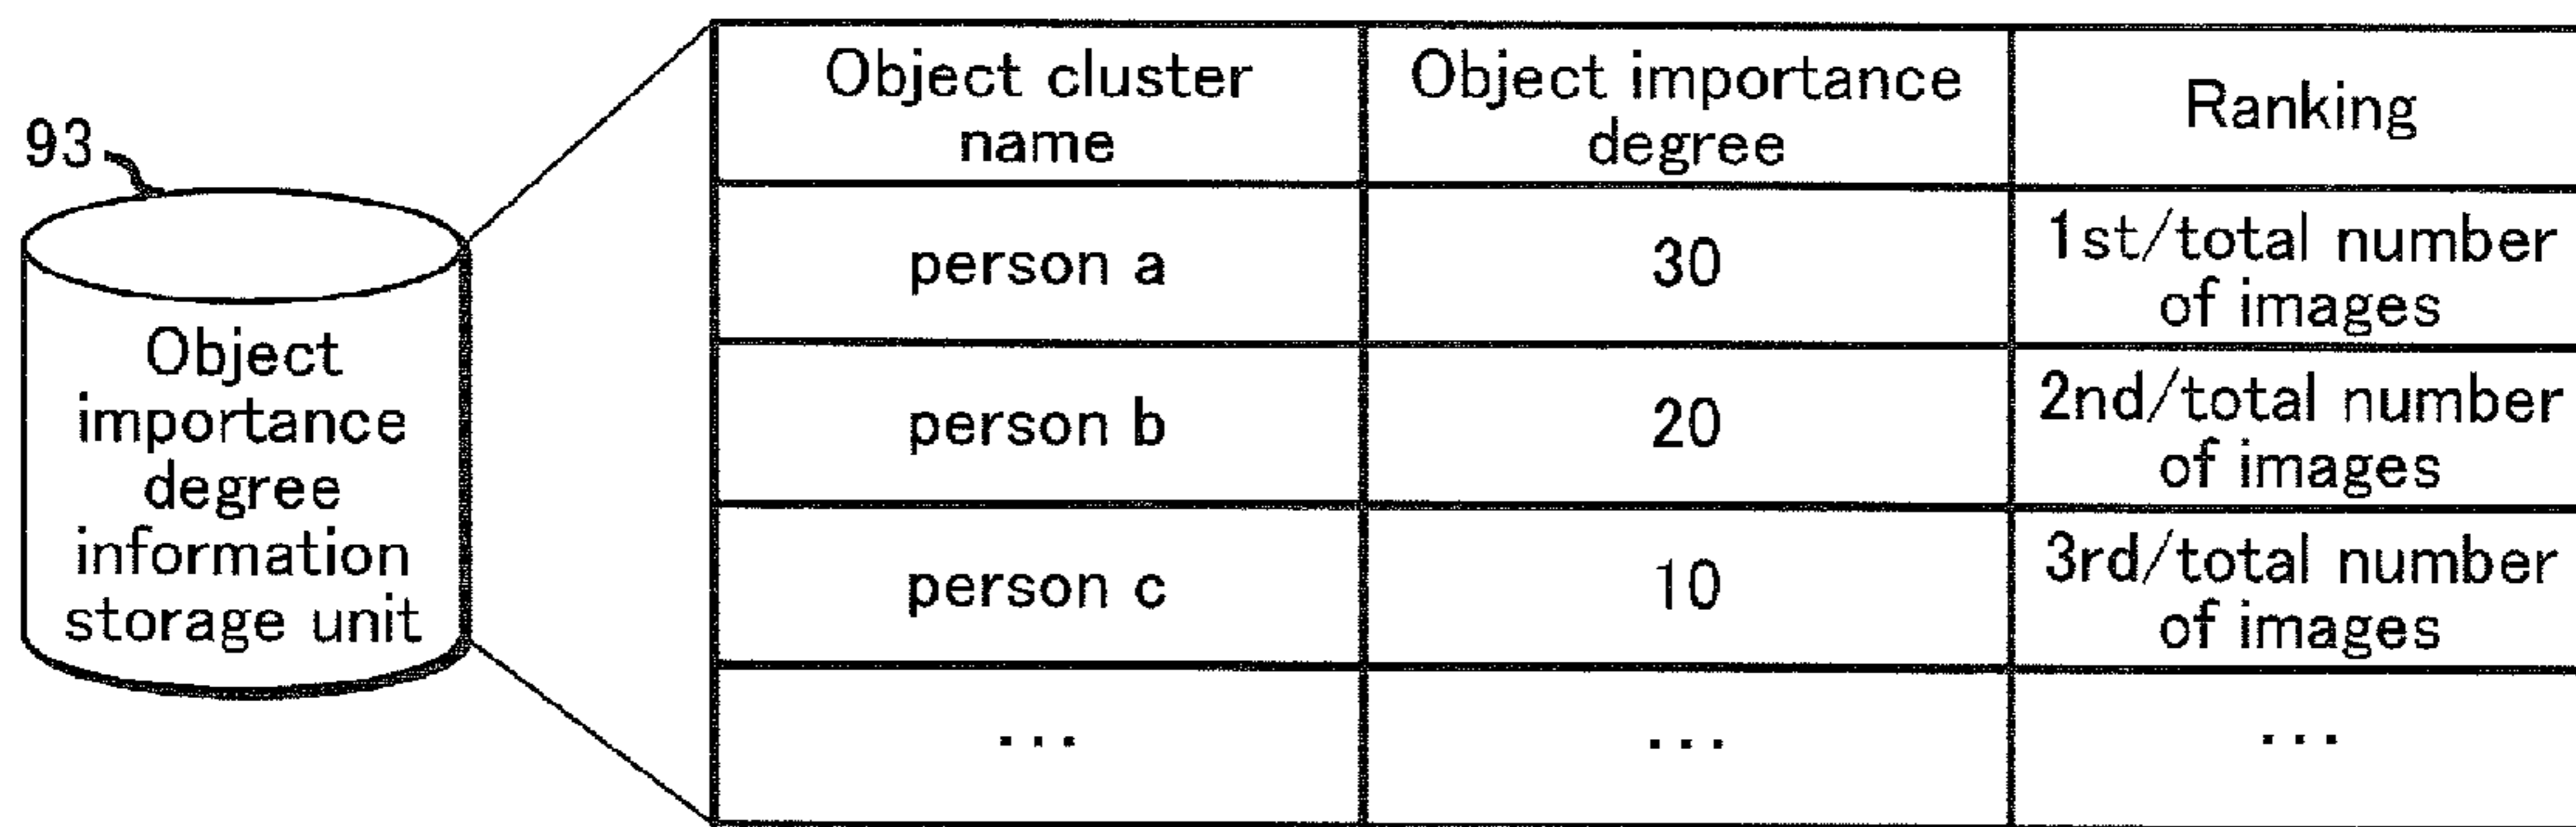 93
Object
importance
degree
information
storage unit
Object cluster
name
Object importance
degree
Ranking
person a
30
1st/total number
of images
person b
20
2nd/total number
of images
person c
10
3rd/total number
of images
...
...
...